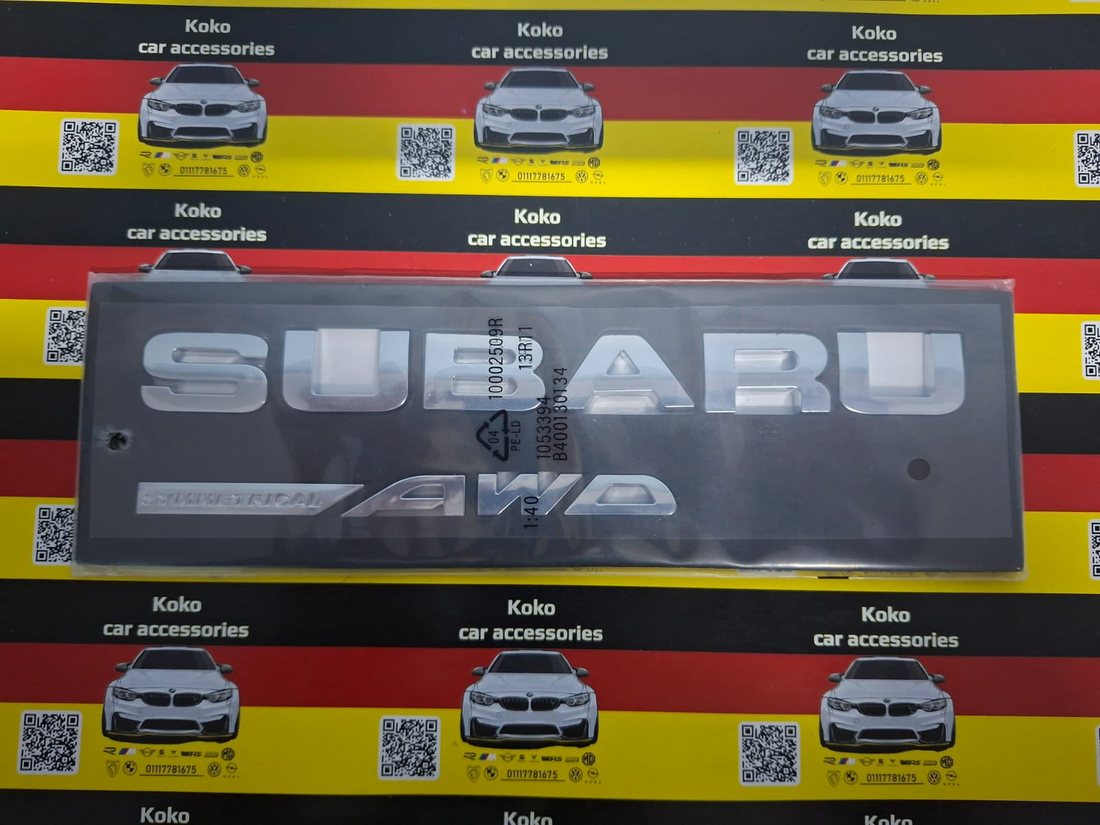 Koko
car accessories
Koko
car accessories
Koko
car accessories
01117781675
01117781675
01117781675
Koko
car accessories
Koko
car accessories
Koko
car accessories
SUBARU
SYMMETRICAL AWD
10002509R
13R11
04
PE-LD
1053394
B400130134
1:40
Koko
car accessories
Koko
car accessories
Koko
car accessories
01117781675
01117781675
01117781675
Koko
Koko
Koko